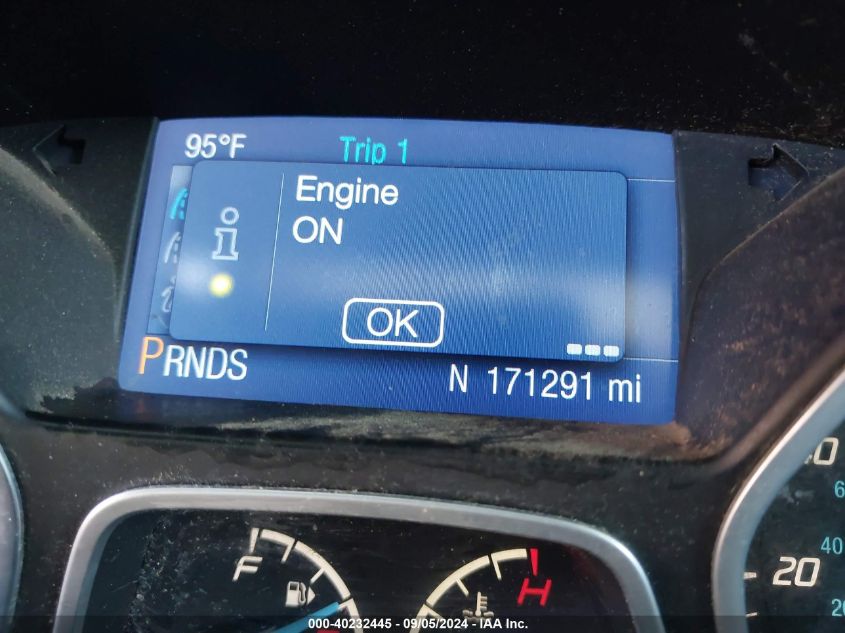 95°F
Trip 1
Engine
ON
OK
PRNDS
N 171291 mi
F
H
40
20
000-40232445 - 09/05/2024 - IAA Inc.